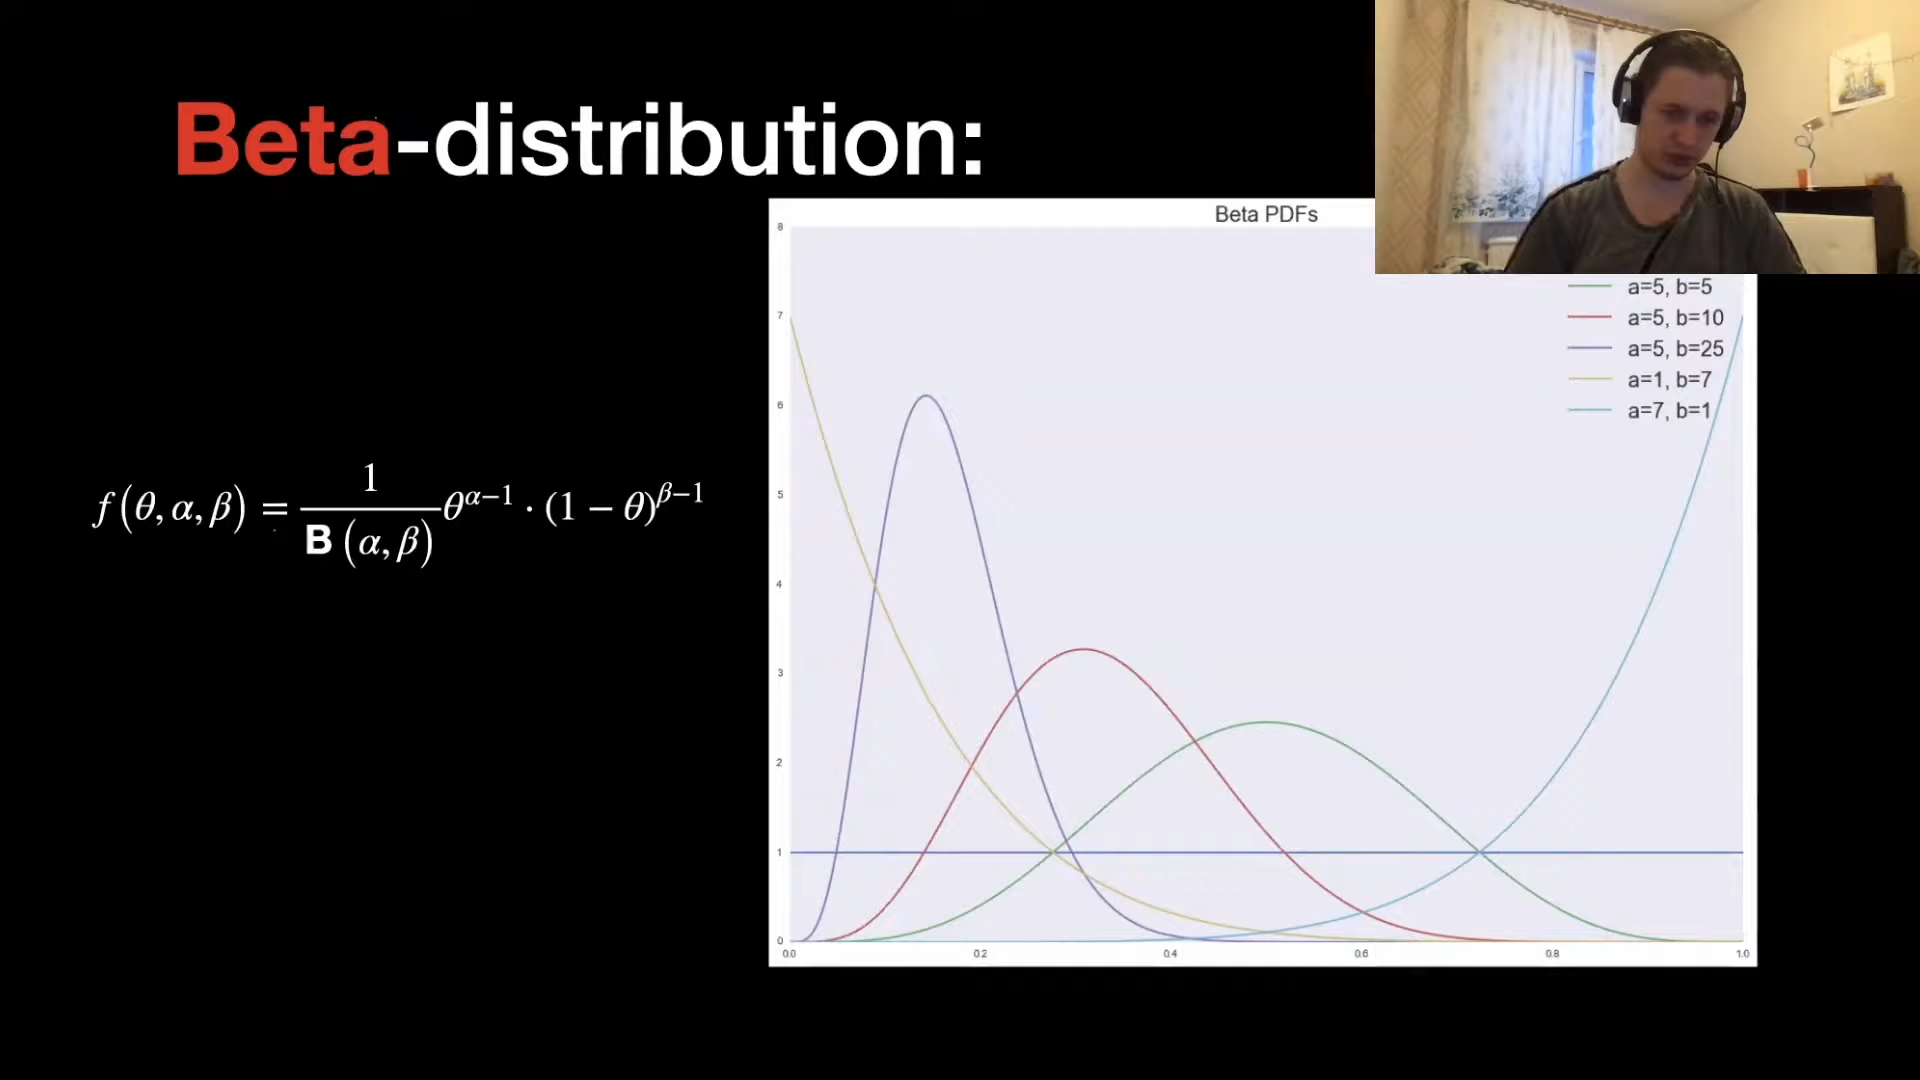 Beta-distribution:
f(θ, α, β) = 1 / B (α, β) θ^α−1 · (1 − θ)^β−1
Beta PDFs
a=5, b=5
a=5, b=10
a=5, b=25
a=1, b=7
a=7, b=1
8
7
6
5
4
3
2
1
0
0.0 0.2 0.4 0.6 0.8 1.0